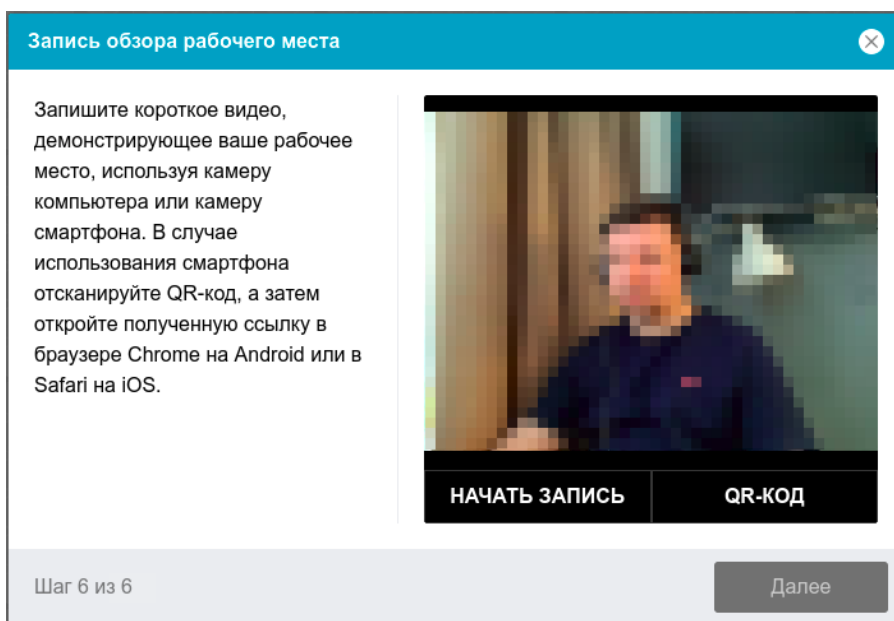 Запись обзора рабочего места
Запишите короткое видео,
демонстрирующее ваше рабочее
место, используя камеру
компьютера или камеру
смартфона. В случае
использования смартфона
отсканируйте QR-код, а затем
откройте полученную ссылку в
браузере Chrome на Android или в
Safari на iOS.
НАЧАТЬ ЗАПИСЬ
QR-КОД
Шаг 6 из 6
Далее